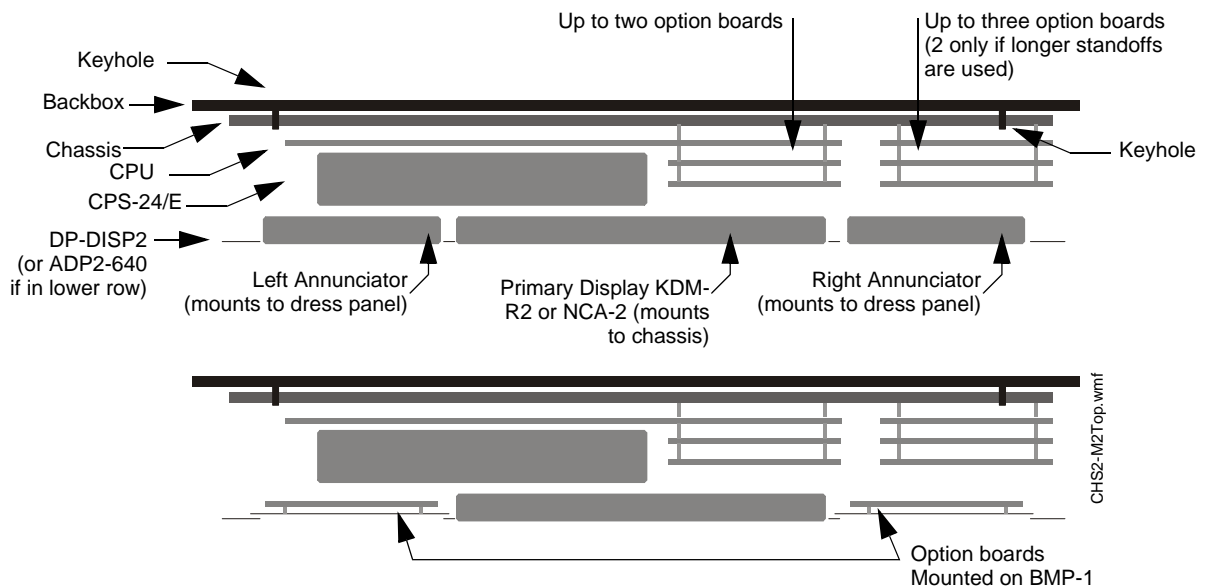 Up to two option boards
Up to three option boards
(2 only if longer standoffs
are used)
Keyhole
Backbox
Chassis
CPU
CPS-24/E
Keyhole
DP-DISP2
(or ADP2-640
if in lower row)
Left Annunciator
(mounts to dress panel)
Primary Display KDM-
R2 or NCA-2 (mounts
to chassis)
Right Annunciator
(mounts to dress panel)
CHS2-M2Top.wmf
Option boards
Mounted on BMP-1